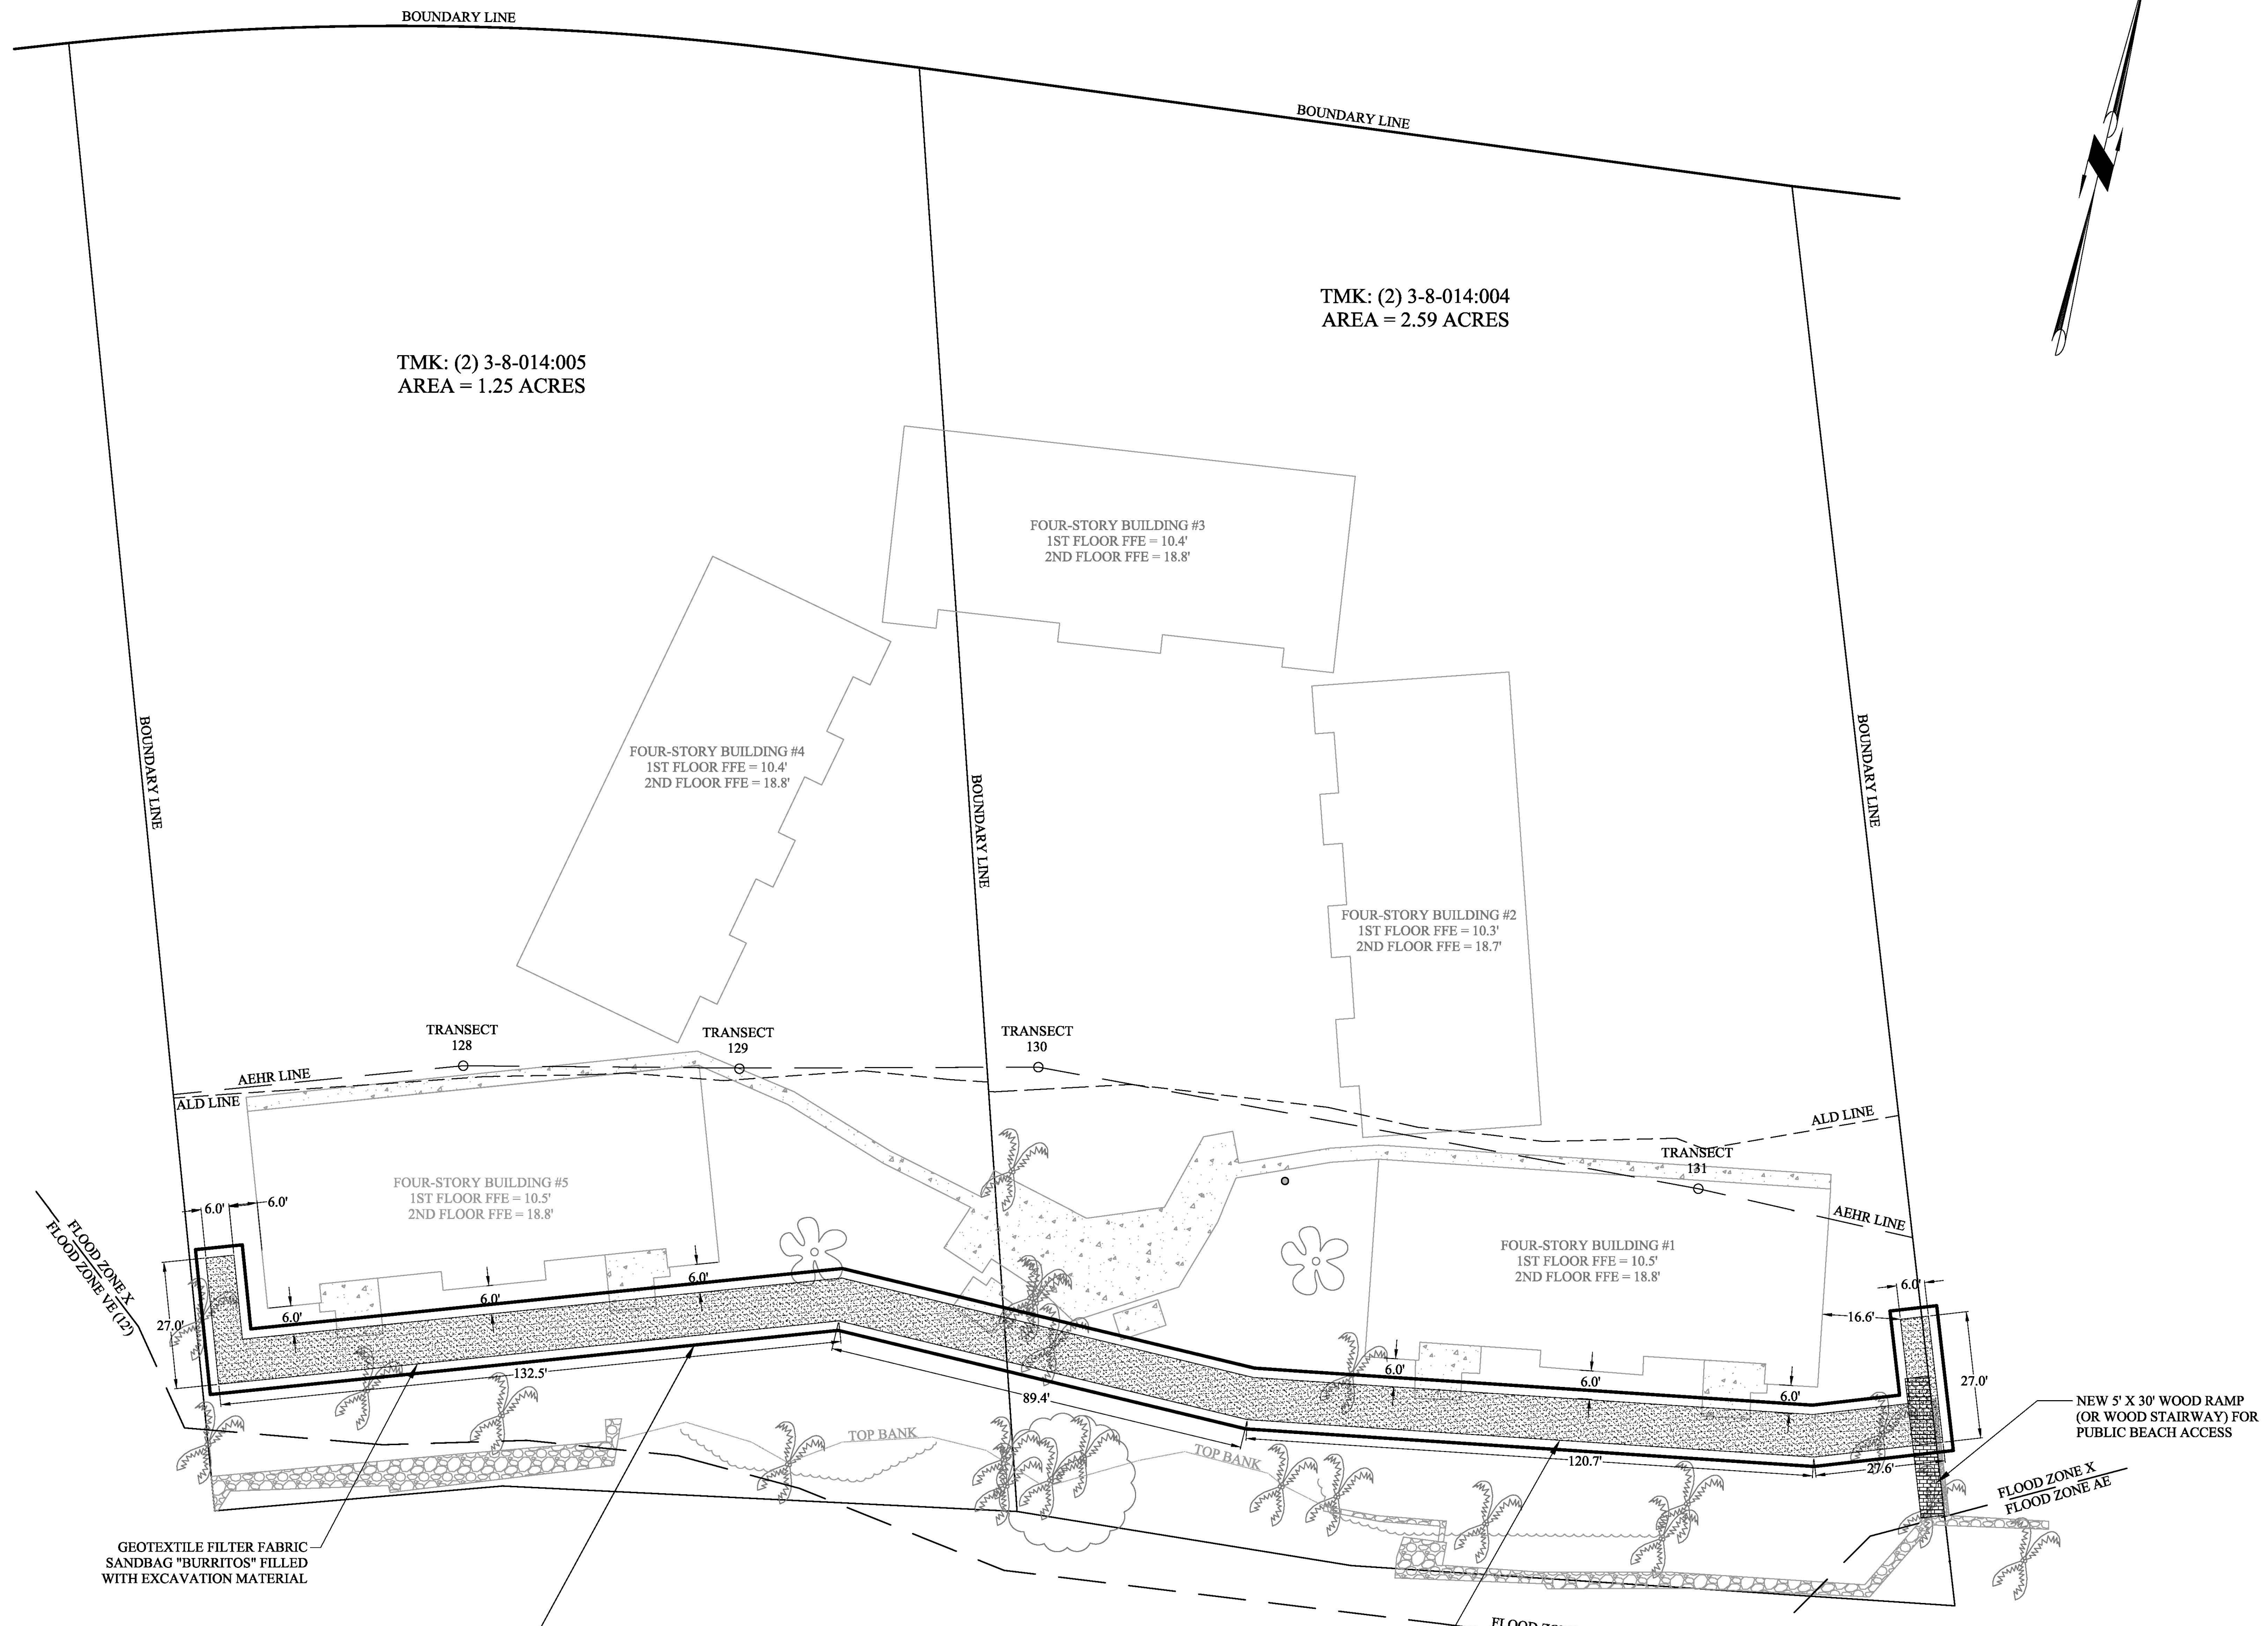 BOUNDARY LINE
BOUNDARY LINE
TMK: (2) 3-8-014:004
AREA = 2.59 ACRES
TMK: (2) 3-8-014:005
AREA = 1.25 ACRES
FOUR-STORY BUILDING #3
1ST FLOOR FFE = 10.4'
2ND FLOOR FFE = 18.8'
BOUNDARY LINE
FOUR-STORY BUILDING #4
1ST FLOOR FFE = 10.4'
2ND FLOOR FFE = 18.8'
BOUNDARY LINE
BOUNDARY LINE
FOUR-STORY BUILDING #2
1ST FLOOR FFE = 10.3'
2ND FLOOR FFE = 18.7'
TRANSECT
128
TRANSECT
129
TRANSECT
130
AEHR LINE
ALD LINE
ALD LINE
TRANSECT
131
AEHR LINE
FOUR-STORY BUILDING #5
1ST FLOOR FFE = 10.5'
2ND FLOOR FFE = 18.8'
6.0'
6.0'
FLOOD ZONE X
FLOOD ZONE VE (12')
27.0'
6.0'
6.0'
6.0'
FOUR-STORY BUILDING #1
1ST FLOOR FFE = 10.5'
2ND FLOOR FFE = 18.8'
6.0'
16.6'
6.0'
6.0'
6.0'
27.0'
132.5'
89.4'
120.7'
27.6'
TOP BANK
TOP BANK
NEW 5' X 30' WOOD RAMP
(OR WOOD STAIRWAY) FOR
PUBLIC BEACH ACCESS
FLOOD ZONE X
FLOOD ZONE AE
GEOTEXTILE FILTER FABRIC
SANDBAG "BURRITOS" FILLED
WITH EXCAVATION MATERIAL
FLOOD